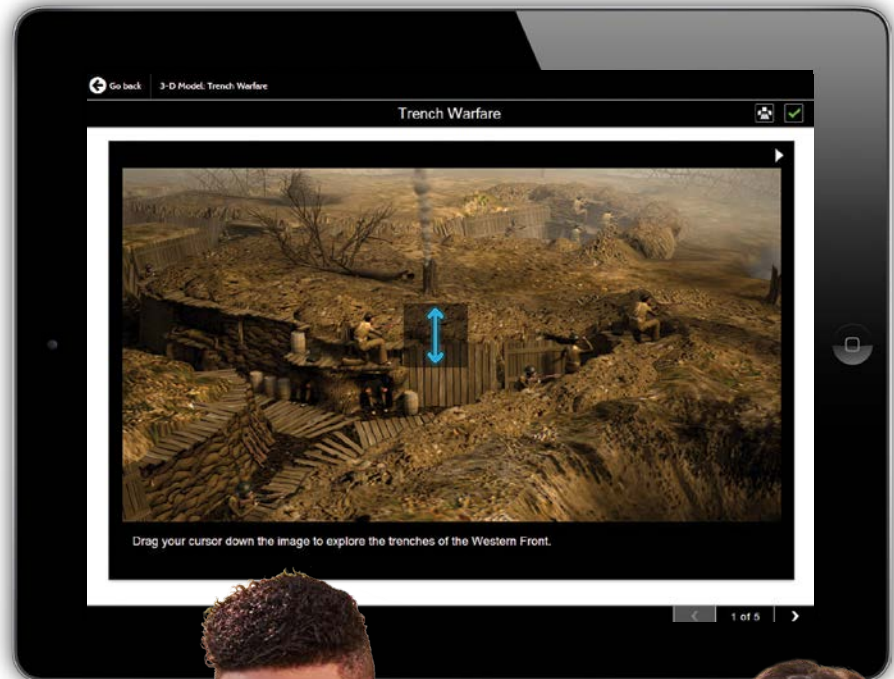 Go back
3-D Model: Trench Warfare
Trench Warfare
Drag your cursor down the image to explore the trenches of the Western Front.
1 of 5